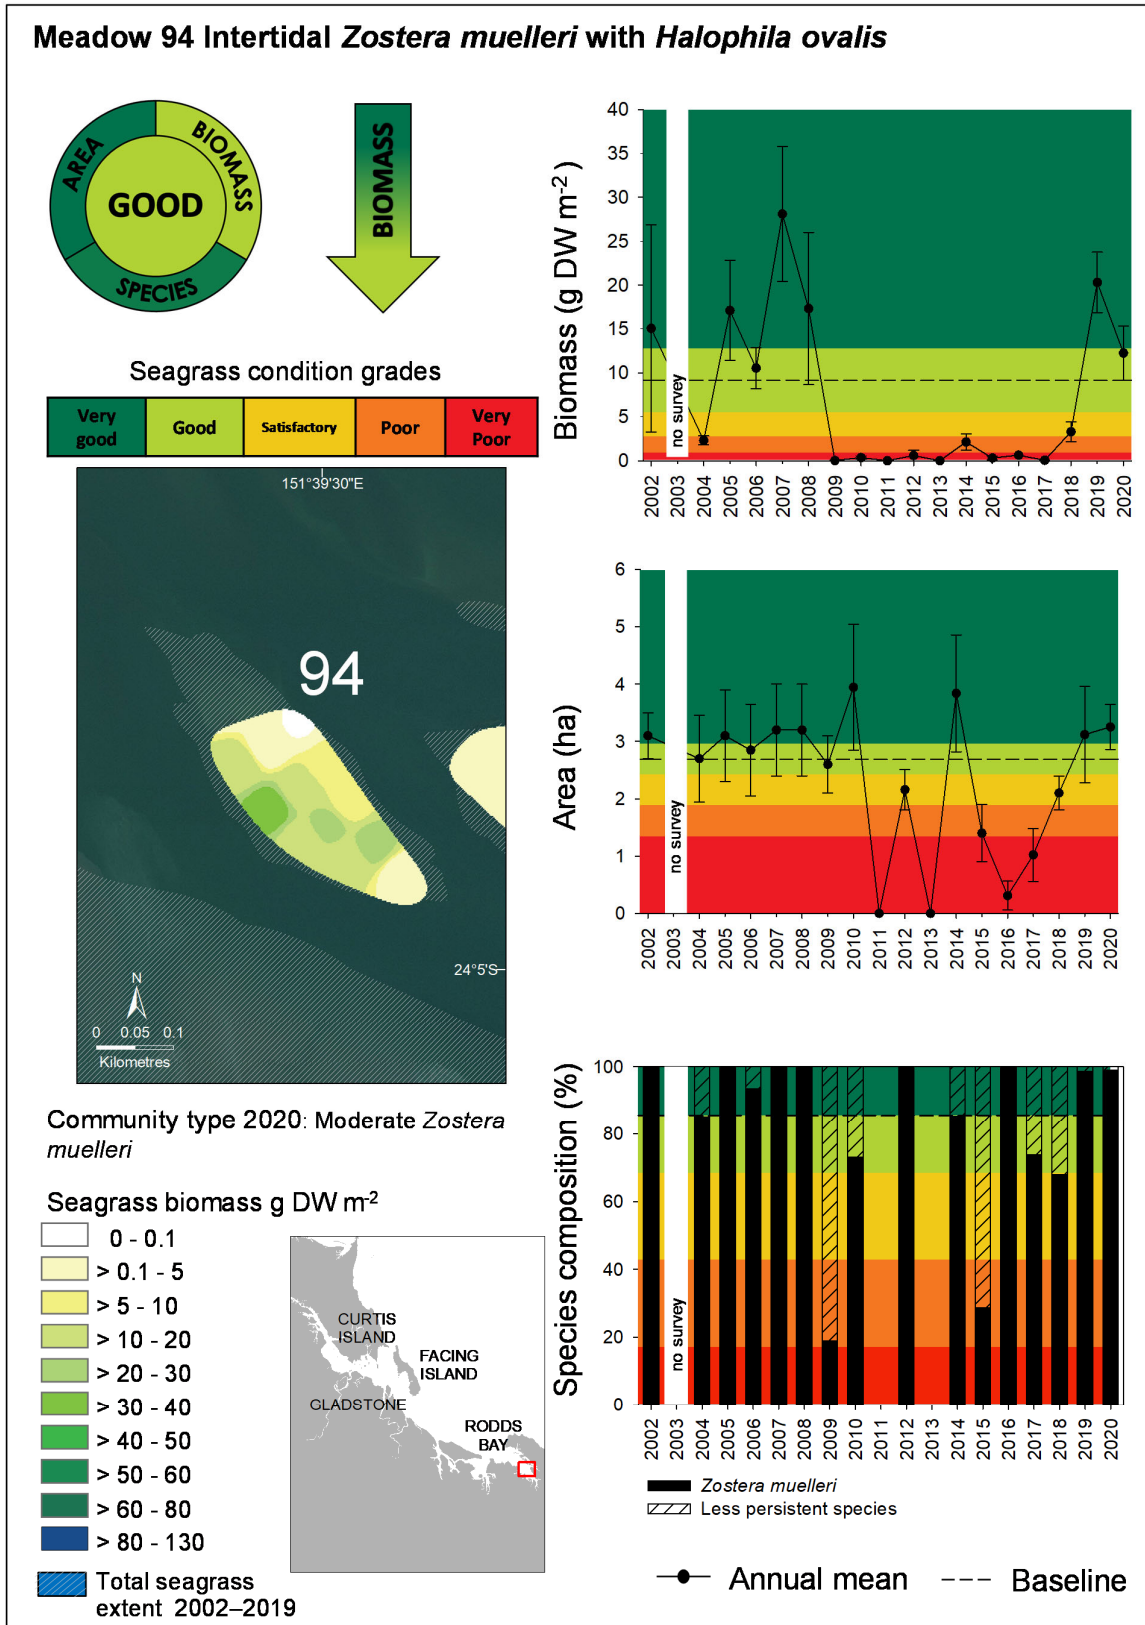 Meadow 94 Intertidal Zostera muelleri with Halophila ovalis
AREA
BIOMASS
SPECIES
GOOD
BIOMASS
Seagrass condition grades
Very good
Good
Satisfactory
Poor
Very Poor
151°39'30"E
94
24°5'S
N
0 0.05 0.1
Kilometres
Community type 2020: Moderate Zostera
muelleri
Seagrass biomass g DW m-2
0 - 0.1
> 0.1 - 5
> 5 - 10
> 10 - 20
> 20 - 30
> 30 - 40
> 40 - 50
> 50 - 60
> 60 - 80
> 80 - 130
Total seagrass
extent 2002–2019
CURTIS
ISLAND
FACING
ISLAND
GLADSTONE
RODDS
BAY
Biomass (g DW m-2)
40
35
30
25
20
15
10
5
0
no survey
2002 2003 2004 2005 2006 2007 2008 2009 2010 2011 2012 2013 2014 2015 2016 2017 2018 2019 2020
Area (ha)
6
5
4
3
2
1
0
no survey
2002 2003 2004 2005 2006 2007 2008 2009 2010 2011 2012 2013 2014 2015 2016 2017 2018 2019 2020
Species composition (%)
100
80
60
40
20
0
no survey
2002 2003 2004 2005 2006 2007 2008 2009 2010 2011 2012 2013 2014 2015 2016 2017 2018 2019 2020
Zostera muelleri
Less persistent species
Annual mean
Baseline